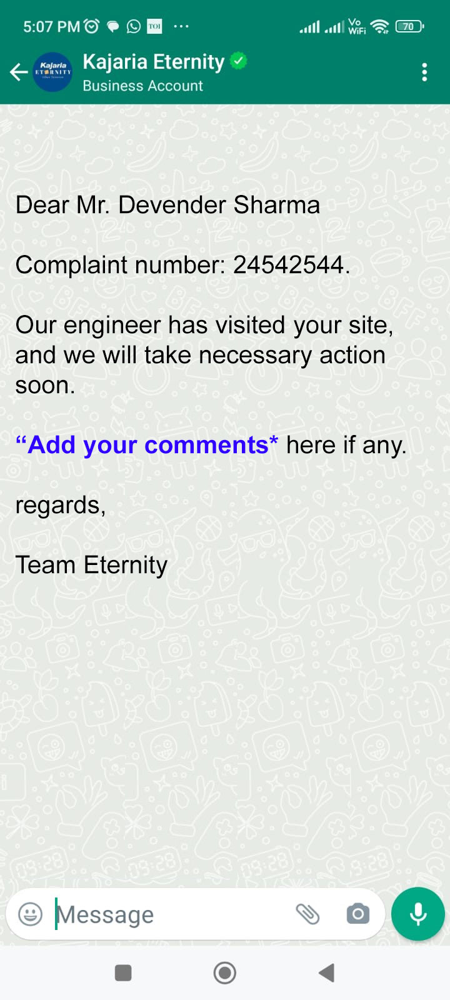 5:07 PM TOI ... Vo WiFi 70
Kajaria Eternity
Kajaria ETERNITY
Business Account
Dear Mr. Devender Sharma
Complaint number: 24542544.
Our engineer has visited your site,
and we will take necessary action
soon.
“Add your comments* here if any.
regards,
Team Eternity
Message